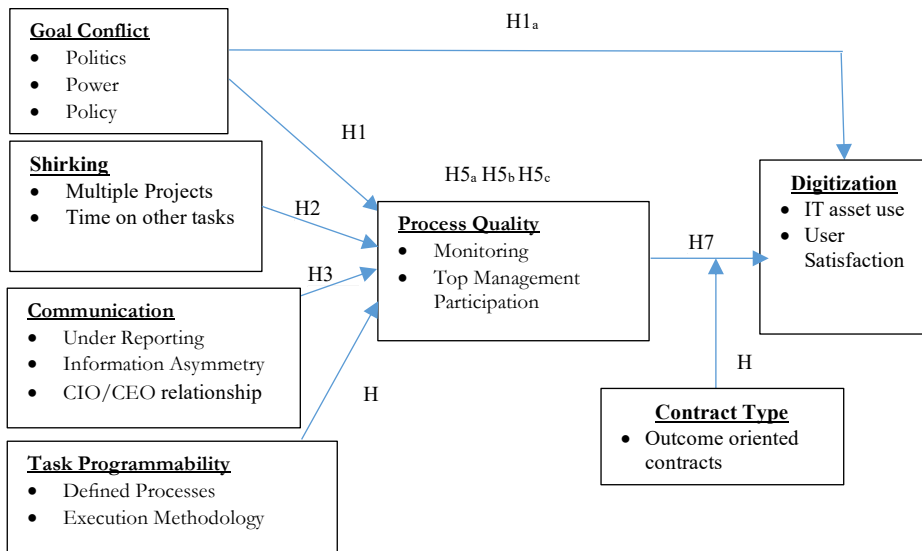 Goal Conflict
• Politics
• Power
• Policy
H1ₐ
H1
Shirking
• Multiple Projects
• Time on other tasks
H2
H5ₐ H5ᵦ H5꜀
Process Quality
• Monitoring
• Top Management
Participation
H7
Digitization
• IT asset use
• User
Satisfaction
H3
Communication
• Under Reporting
• Information Asymmetry
• CIO/CEO relationship
H
H
Contract Type
• Outcome oriented
contracts
Task Programmability
• Defined Processes
• Execution Methodology